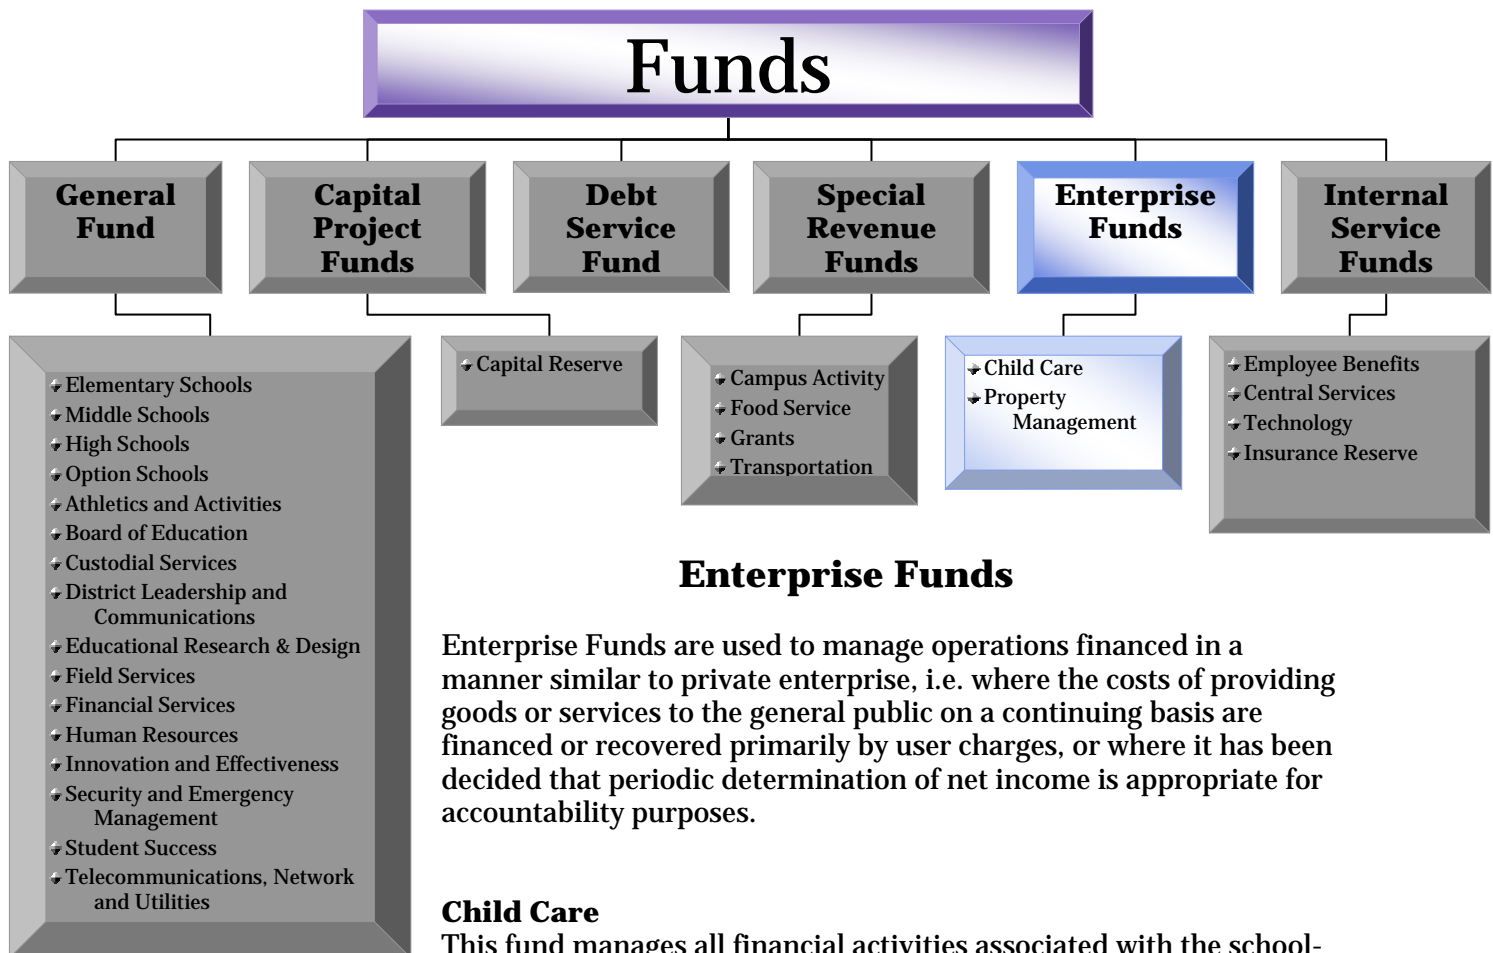 Funds
General
Fund
Capital
Project
Funds
Debt
Service
Fund
Special
Revenue
Funds
Enterprise
Funds
Internal
Service
Funds
Elementary Schools
Middle Schools
High Schools
Option Schools
Athletics and Activities
Board of Education
Custodial Services
District Leadership and
Communications
Educational Research & Design
Field Services
Financial Services
Human Resources
Innovation and Effectiveness
Security and Emergency
Management
Student Success
Telecommunications, Network
and Utilities
Capital Reserve
Campus Activity
Food Service
Grants
Transportation
Child Care
Property
Management
Employee Benefits
Central Services
Technology
Insurance Reserve
Enterprise Funds
Enterprise Funds are used to manage operations financed in a
manner similar to private enterprise, i.e. where the costs of providing
goods or services to the general public on a continuing basis are
financed or recovered primarily by user charges, or where it has been
decided that periodic determination of net income is appropriate for
accountability purposes.
Child Care
This fund manages all financial activities associated with the school-